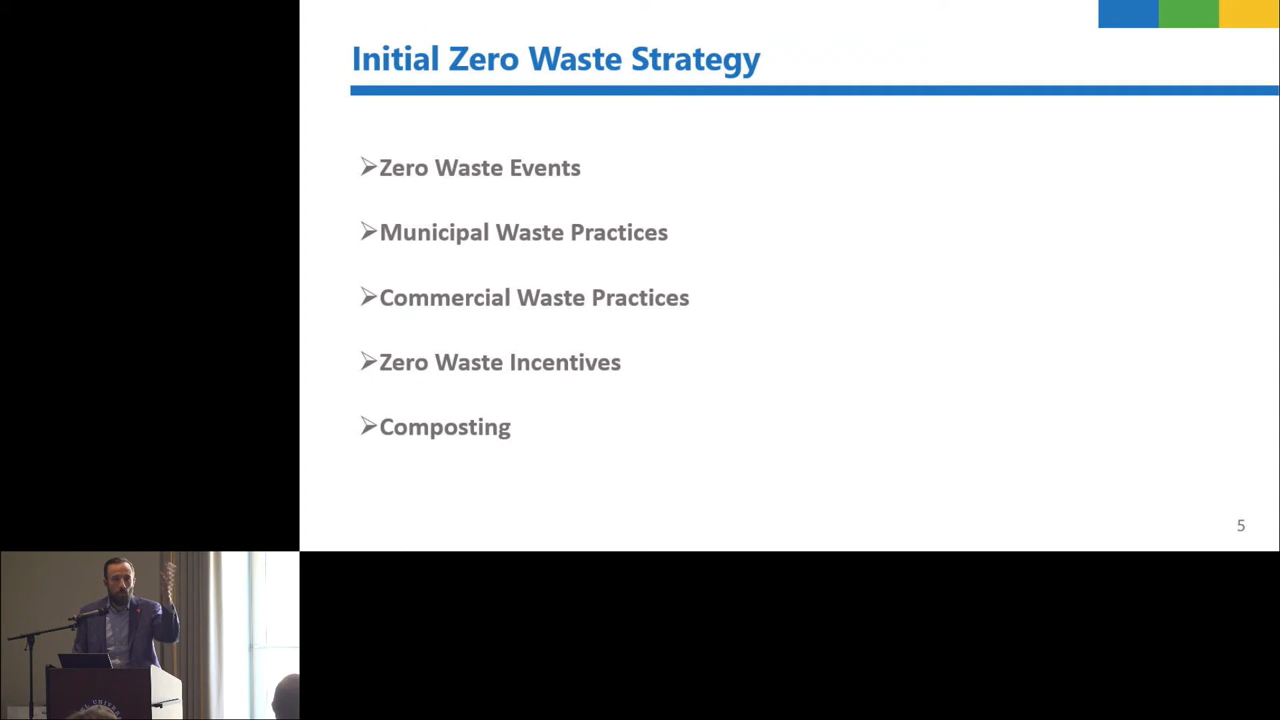 Initial Zero Waste Strategy
➢Zero Waste Events
➢Municipal Waste Practices
➢Commercial Waste Practices
➢Zero Waste Incentives
➢Composting
5